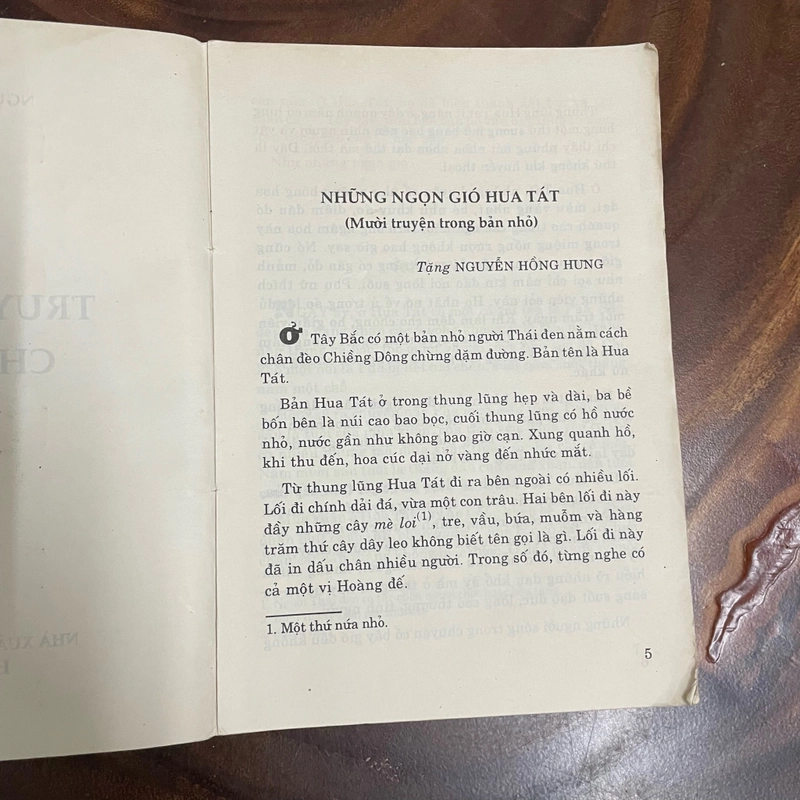 NGU
TRUY
CH
NHÀ XUẤ
H
NHỮNG NGỌN GIÓ HUA TÁT
(Mười truyện trong bản nhỏ)
Tặng NGUYỄN HỒNG HƯNG
Ở Tây Bắc có một bản nhỏ người Thái đen nằm cách
chân đèo Chiềng Đông chừng dặm đường. Bản tên là Hua
Tát.
Bản Hua Tát ở trong thung lũng hẹp và dài, ba bề
bốn bên là núi cao bao bọc, cuối thung lũng có hồ nước
nhỏ, nước gần như không bao giờ cạn. Xung quanh hồ,
khi thu đến, hoa cúc dại nở vàng đến nhức mắt.
Từ thung lũng Hua Tát đi ra bên ngoài có nhiều lối.
Lối đi chính dải đá, vừa một con trâu. Hai bên lối đi này
đầy những cây mè loi(1), tre, vầu, bứa, muỗm và hàng
trăm thứ cây dây leo không biết tên gọi là gì. Lối đi này
đã in dấu chân nhiều người. Trong số đó, từng nghe có
cả một vị Hoàng đế.
1. Một thứ nứa nhỏ.
5